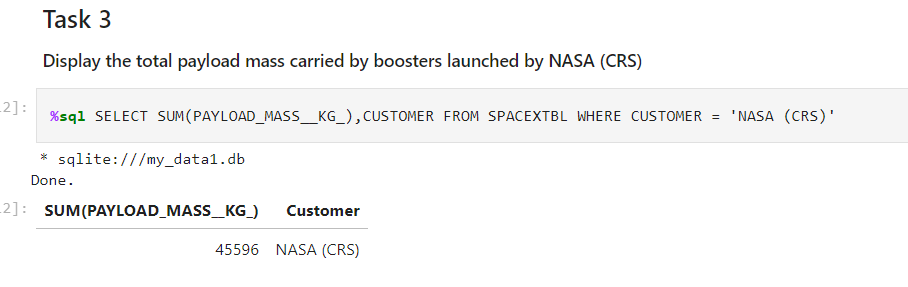 Task 3
Display the total payload mass carried by boosters launched by NASA (CRS)
2]: %sql SELECT SUM(PAYLOAD_MASS__KG_),CUSTOMER FROM SPACEXTBL WHERE CUSTOMER = 'NASA (CRS)'
* sqlite:///my_data1.db
Done.
2]: SUM(PAYLOAD_MASS__KG_) Customer
45596 NASA (CRS)